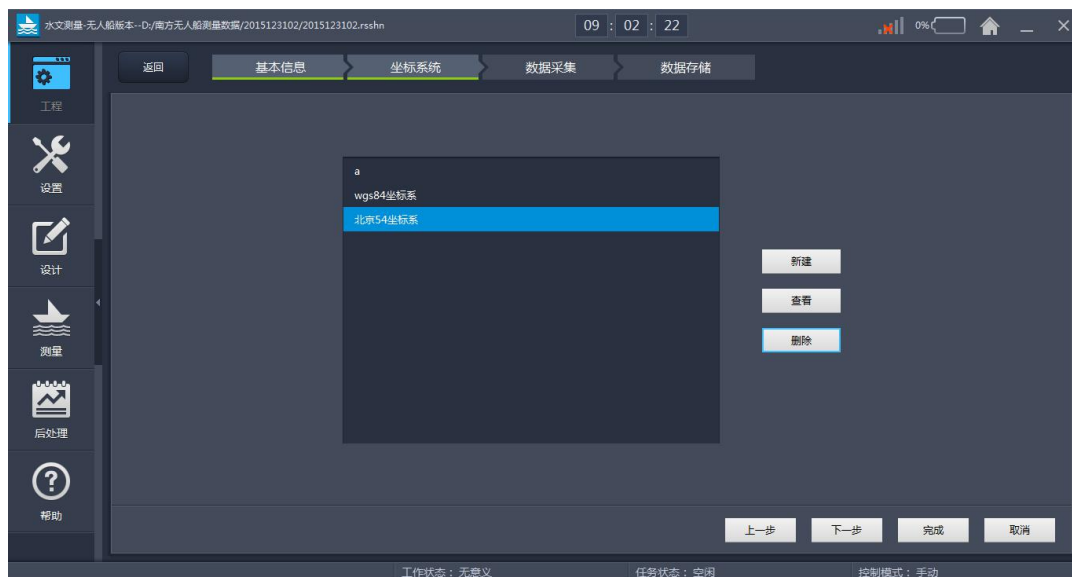 水文测量-无人船版本--D:/南方无人船测量数据/2015123102/2015123102.rsshn
09 : 02 : 22
0%
返回
基本信息
坐标系统
数据采集
数据存储
工程
设置
设计
测量
后处理
帮助
a
wgs84坐标系
北京54坐标系
新建
查看
删除
上一步
下一步
完成
取消
工作状态：无意义
任务状态：空闲
控制模式：手动